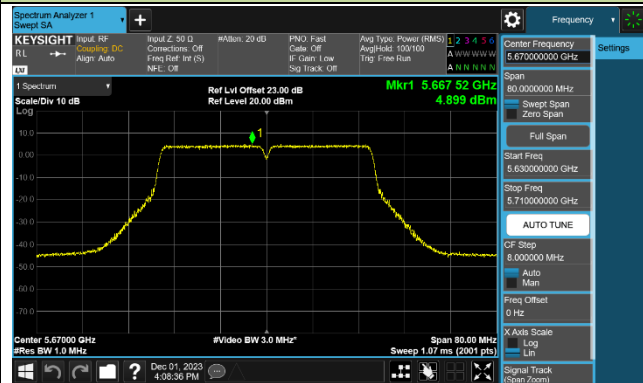 Spectrum Analyzer 1
Swept SA
+
Frequency
KEYSIGHT
RL
LXI
Input: RF
Coupling: DC
Align: Auto
Input Z: 50 Ω
Corrections: Off
Freq Ref: Int (S)
NFE: Off
#Atten: 20 dB
PNO: Fast
Gate: Off
IF Gain: Low
Sig Track: Off
Avg Type: Power (RMS)
Avg|Hold: 100/100
Trig: Free Run
1 2 3 4 5 6
A W W W W W
A N N N N N
1 Spectrum
Scale/Div 10 dB
Log
Ref Lvl Offset 23.00 dB
Ref Level 20.00 dBm
Mkr1 5.667 52 GHz
4.899 dBm
1
10.0
0.00
-10.0
-20.0
-30.0
-40.0
-50.0
-60.0
-70.0
Center 5.67000 GHz
#Res BW 1.0 MHz
#Video BW 3.0 MHz*
Span 80.00 MHz
Sweep 1.07 ms (2001 pts)
?
Dec 01, 2023
4:08:36 PM
Center Frequency
5.670000000 GHz
Settings
Span
80.0000000 MHz
Swept Span
Zero Span
Full Span
Start Freq
5.630000000 GHz
Stop Freq
5.710000000 GHz
AUTO TUNE
CF Step
8.000000 MHz
Auto
Man
Freq Offset
0 Hz
X Axis Scale
Log
Lin
Signal Track
(Span Zoom)